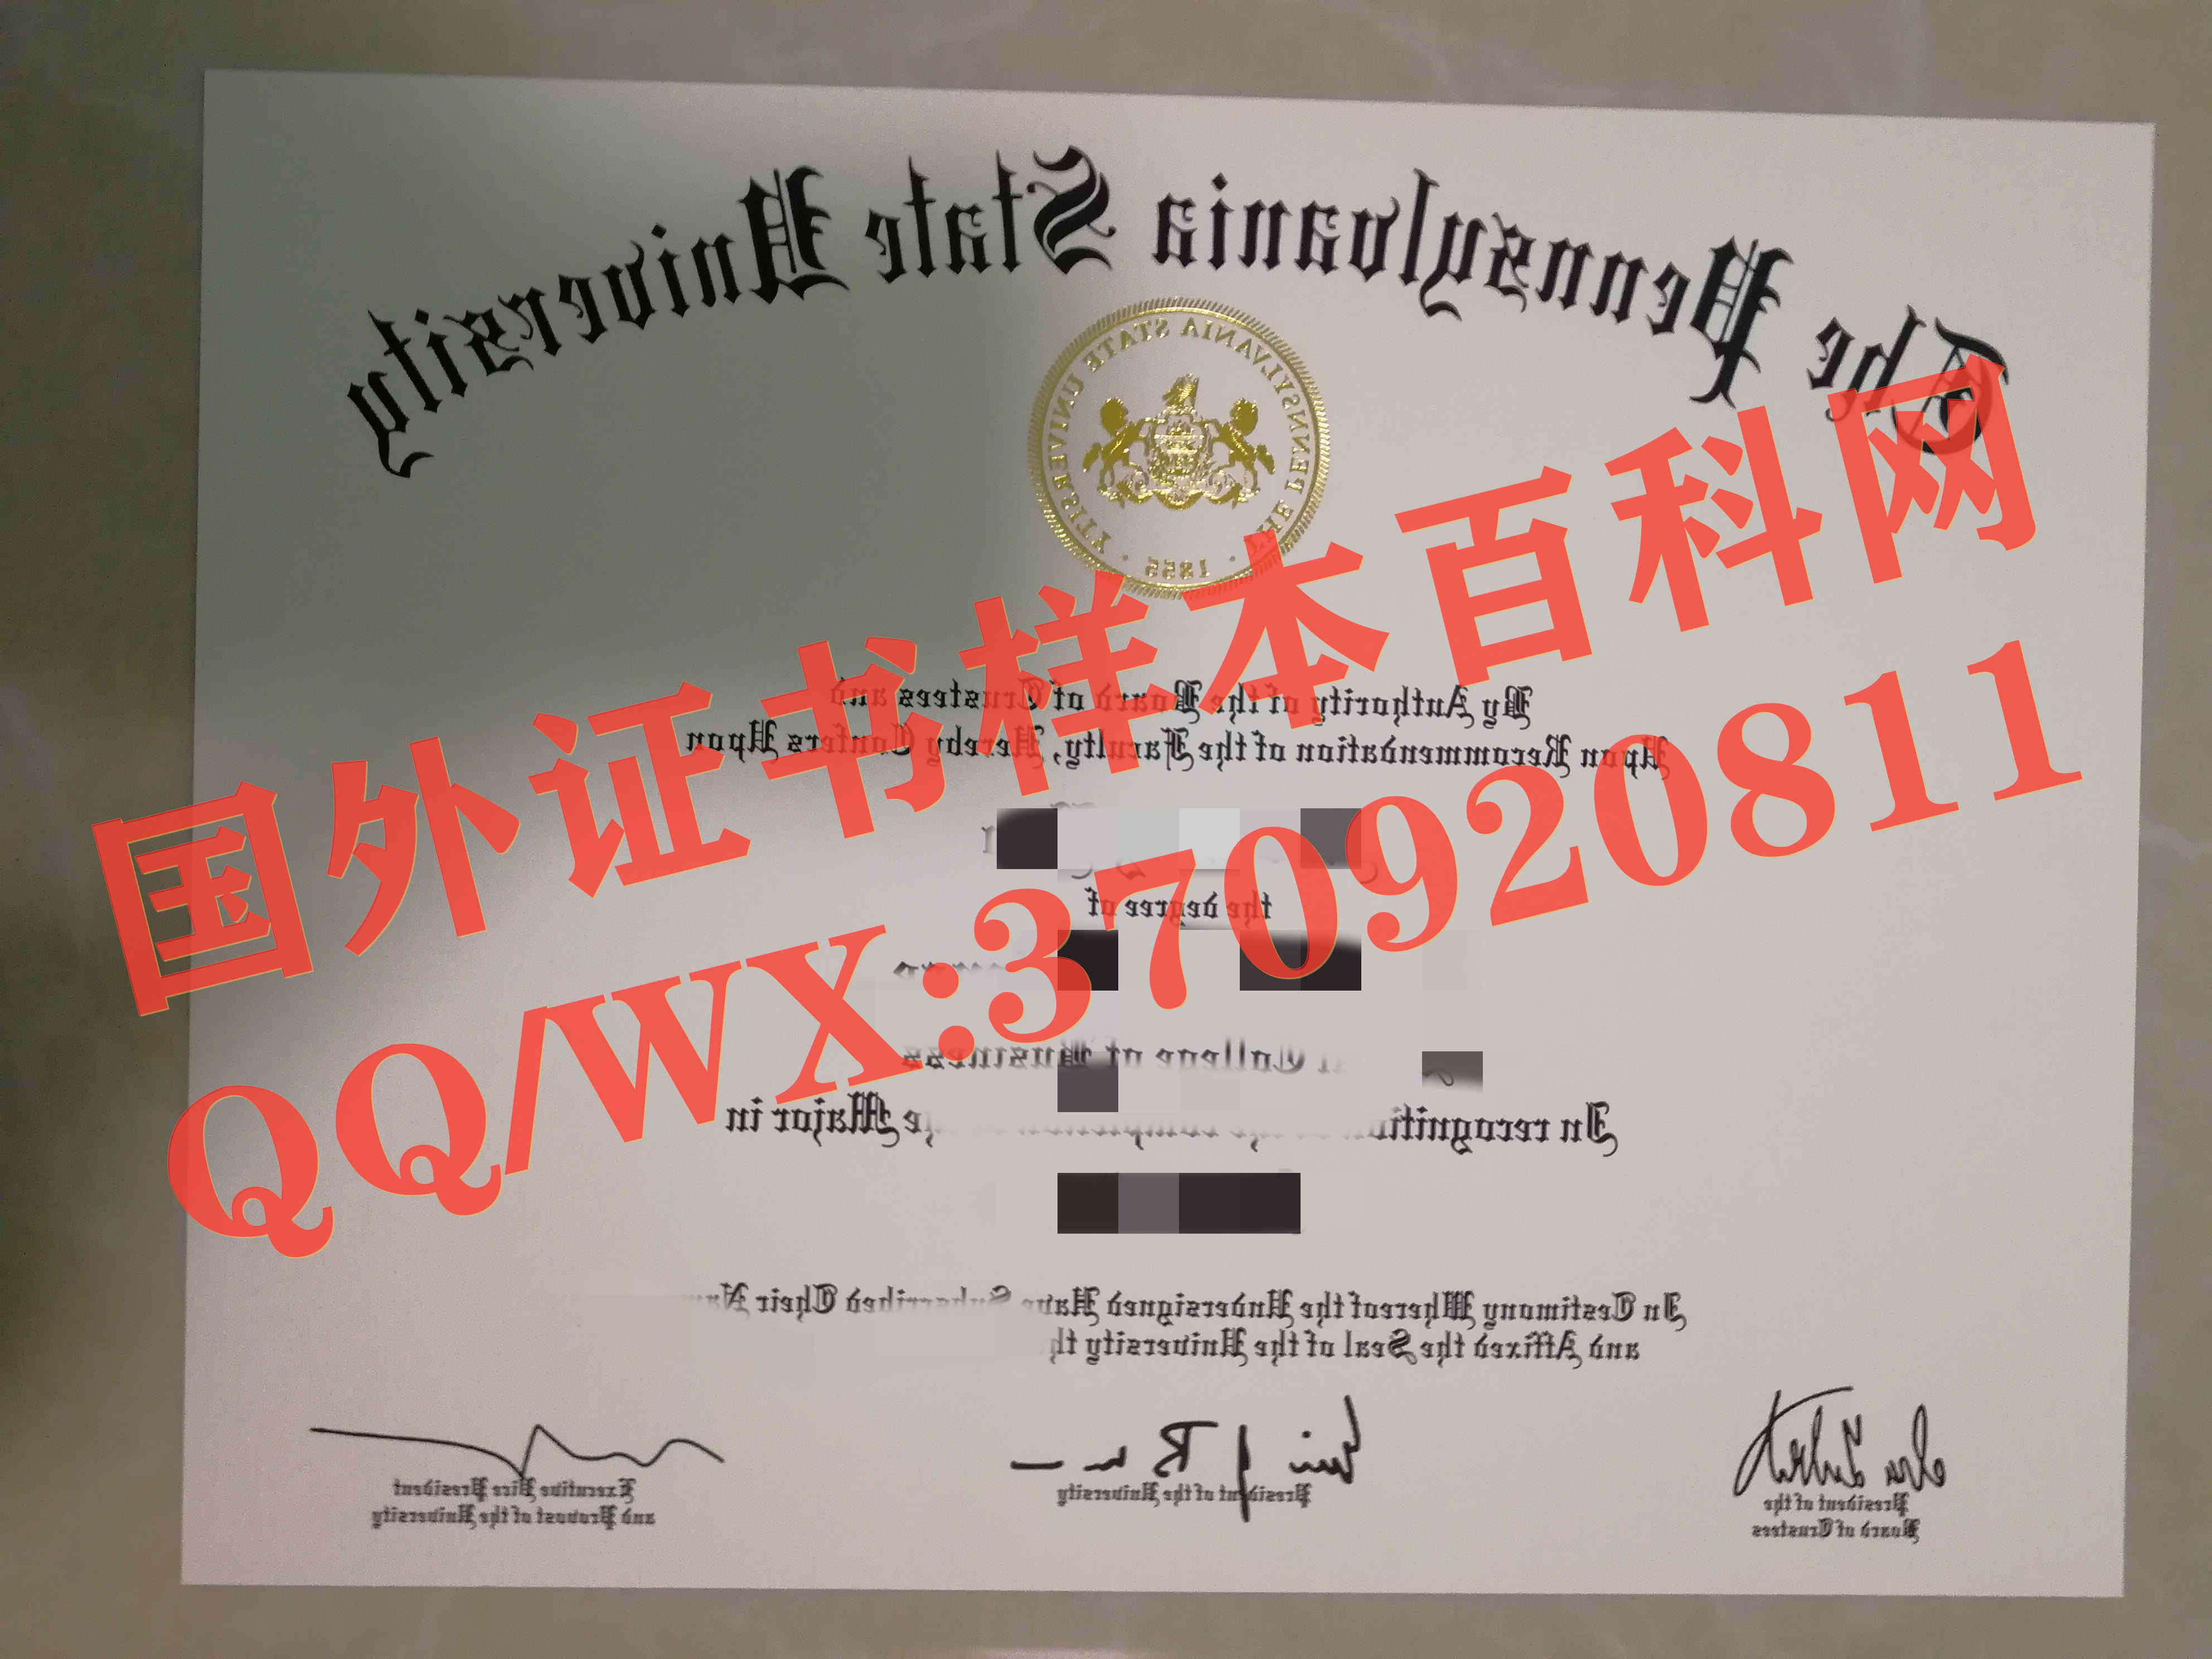 The Pennsylvania State University
THE PENNSYLVANIA STATE UNIVERSITY · 1855 ·
国外证书样本百科网
By Authority of the Board of Trustees and
Upon Recommendation of the Faculty, Hereby Confers Upon
QQ/WX:370920811
the degree of
College of Business
In recognition the Major in
In Testimony Whereof the Undersigned Have Subscribed Their
and Affixed the Seal of the University
President of the
Board of Trustees
President of the University
Executive Vice President
and Provost of the University